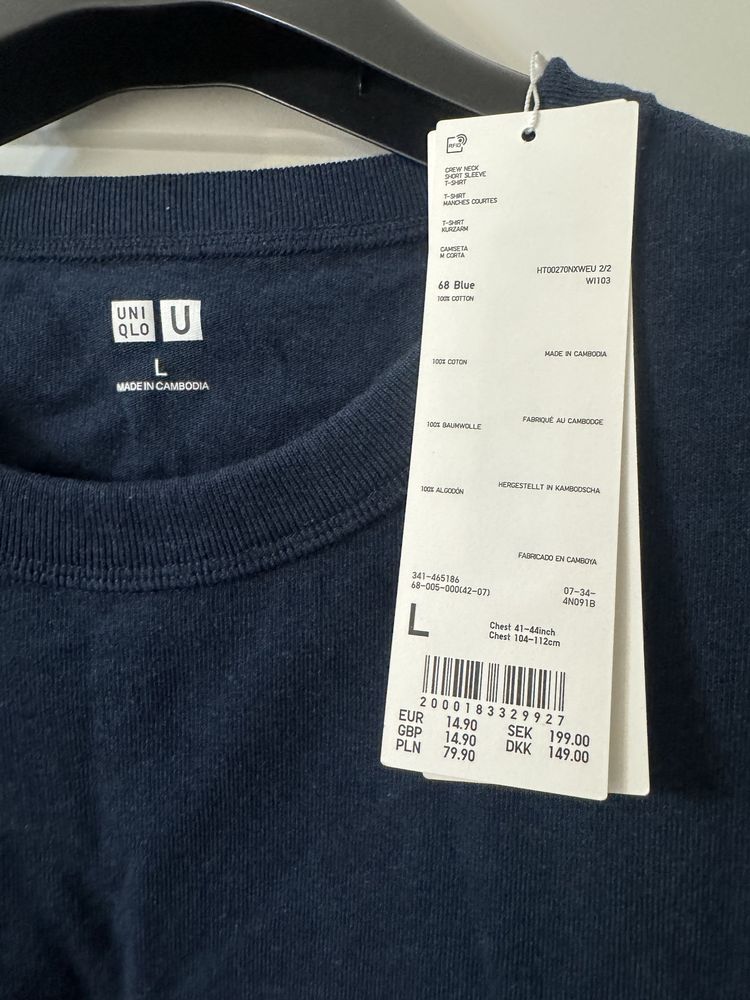 UNI
QLO
U
L
MADE IN CAMBODIA
RFID
CREW NECK
SHORT SLEEVE
T-SHIRT
T-SHIRT
MANCHES COURTES
T-SHIRT
KURZARM
CAMISETA
M CORTA
HT00270NXWEU 2/2
WI103
68 Blue
100% COTTON
MADE IN CAMBODIA
100% COTON
FABRIQUÉ AU CAMBODGE
100% BAUMWOLLE
HERGESTELLT IN KAMBODSCHA
100% ALGODÓN
FABRICADO EN CAMBOYA
341-465186
68-005-000(42-07)
07-34-
4N091B
L
Chest 41-44inch
Chest 104-112cm
2000183329927
EUR 14.90
GBP 14.90
PLN 79.90
SEK 199.00
DKK 149.00